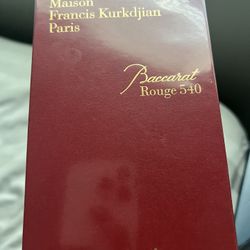 Maison
Francis Kurkdjian
Paris
Baccarat
Rouge 540